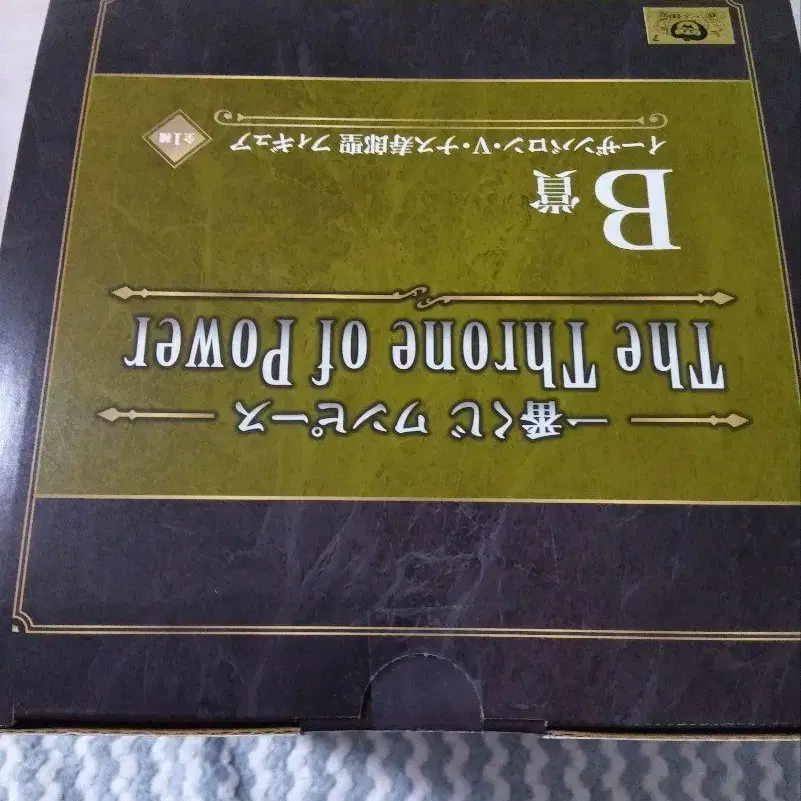 一番くじ ワンピース
The Throne of Power
B賞
イーザンバロン・V・ナス寿郎聖 フィギュア
全1種